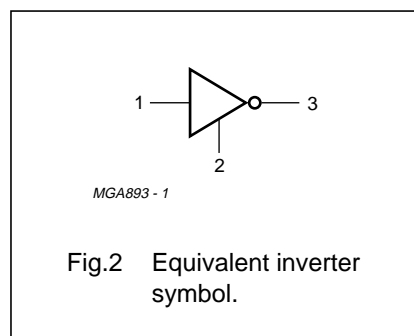 1
3
2
MGA893 - 1
Fig.2 Equivalent inverter
symbol.